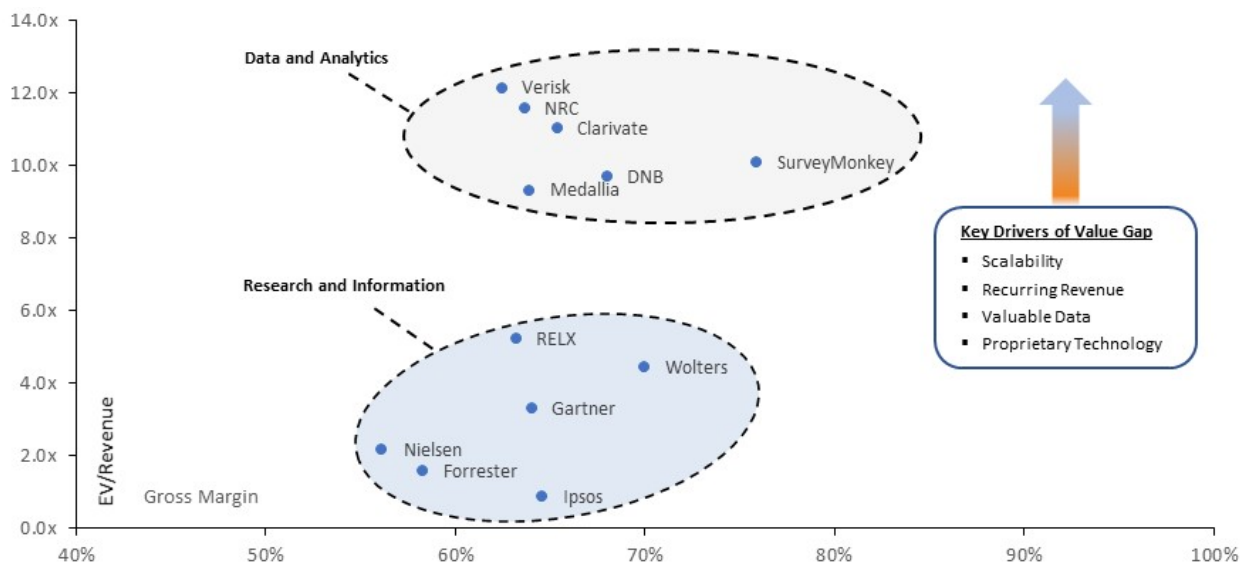 14.0x
Data and Analytics
12.0x
Verisk
NRC
Clarivate
10.0x
SurveyMonkey
DNB
Medallia
8.0x
Key Drivers of Value Gap
▪ Scalability
▪ Recurring Revenue
▪ Valuable Data
▪ Proprietary Technology
Research and Information
6.0x
RELX
Wolters
4.0x
Gartner
Nielsen
2.0x
Forrester
EV/Revenue
Gross Margin
Ipsos
0.0x
40% 50% 60% 70% 80% 90% 100%